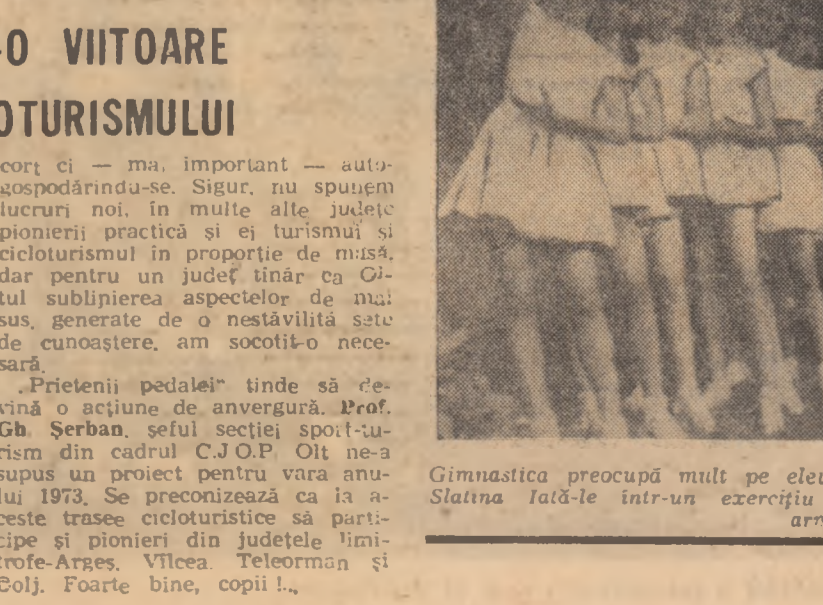 -O VIITOARE
OTURISMULUI
cort ci — mai important — auto-
gospodărindu-se. Sigur, nu spunem
lucruri noi, în multe alte județe
pionierii practică și ei turismul și
cicloturismul în proporție de masă,
dar pentru un județ tînăr ca Ol-
tul sublinierea aspectelor de mai
sus, generate de o nestăvilită sete
de cunoaștere, am socotit-o nece-
sară.
„Prietenii pedalei" tinde să de-
vină o acțiune de anvergură. Prof.
Gh. Șerban, șeful secției sport-tu-
rism din cadrul C.J.O.P. Olt ne-a
supus un proiect pentru vara anu-
lui 1973. Se preconizează ca la a-
ceste trasee cicloturistice să parti-
cipe și pionieri din județele limi-
trofe-Argeș, Vîlcea, Teleorman și
Dolj. Foarte bine, copii !...
Gimnastica preocupă mult pe elev
Slatina Iată-le într-un exercițiu
arm